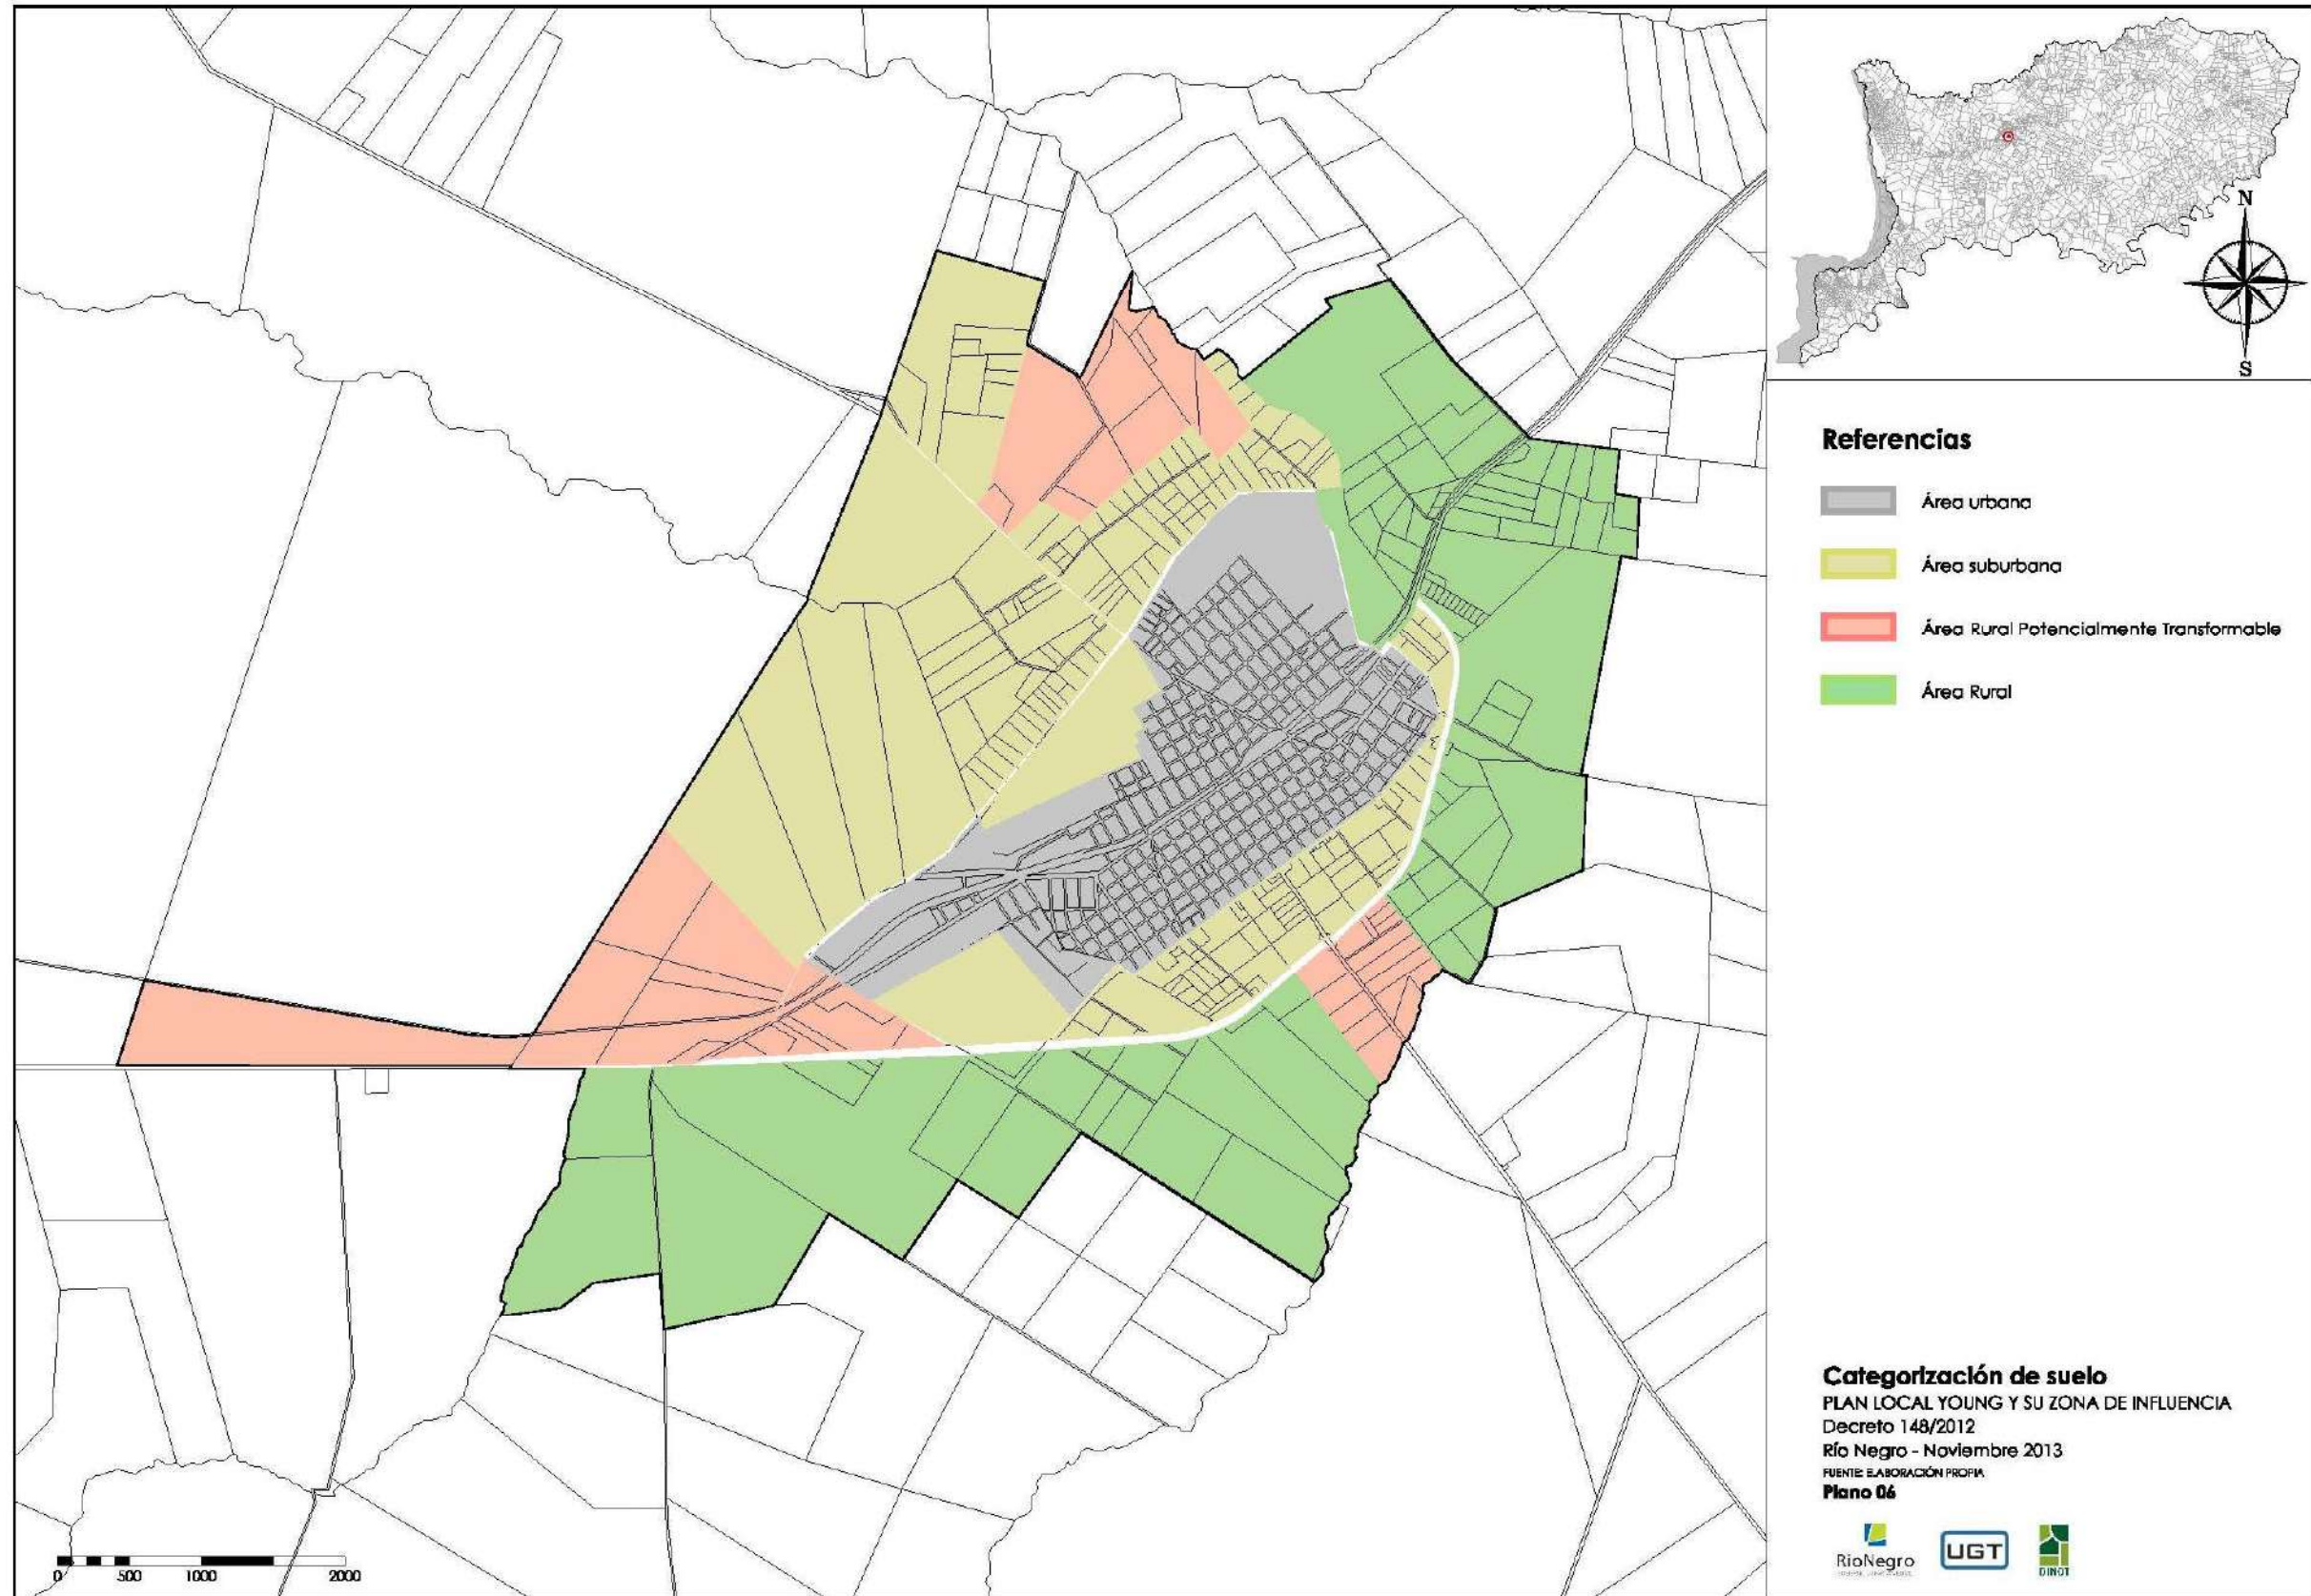 N
S
Referencias
Área urbana
Área suburbana
Área Rural Potencialmente Transformable
Área Rural
Categorización de suelo
PLAN LOCAL YOUNG Y SU ZONA DE INFLUENCIA
Decreto 148/2012
Río Negro - Noviembre 2013
FUENTE: ELABORACIÓN PROPIA
Plano 06
RioNegro
UGT
DINOT
0 500 1000 2000